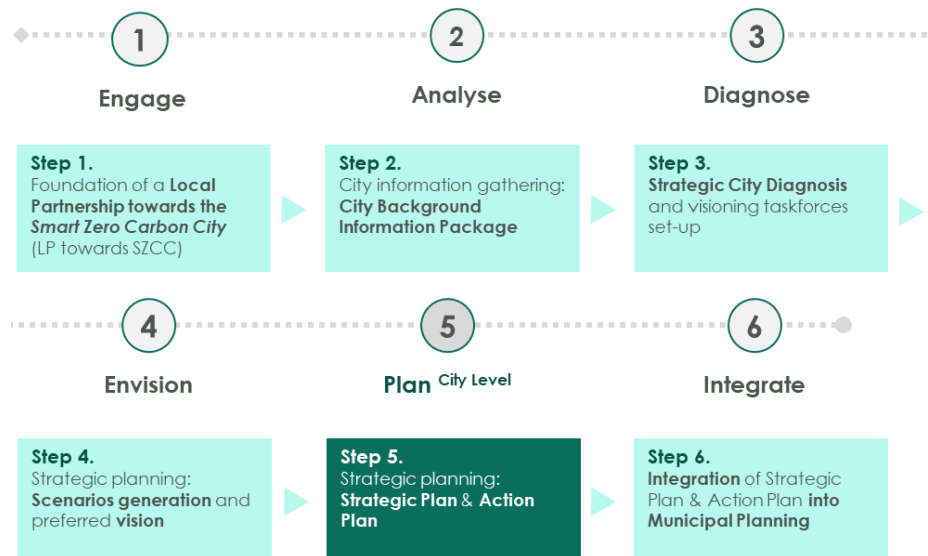 1
2
3
Engage
Analyse
Diagnose
Step 1.
Foundation of a Local
Partnership towards the
Smart Zero Carbon City
(LP towards SZCC)
Step 2.
City information gathering:
City Background
Information Package
Step 3.
Strategic City Diagnosis
and visioning taskforces
set-up
4
5
6
Envision
Plan City Level
Integrate
Step 4.
Strategic planning:
Scenarios generation and
preferred vision
Step 5.
Strategic planning:
Strategic Plan & Action
Plan
Step 6.
Integration of Strategic
Plan & Action Plan into
Municipal Planning